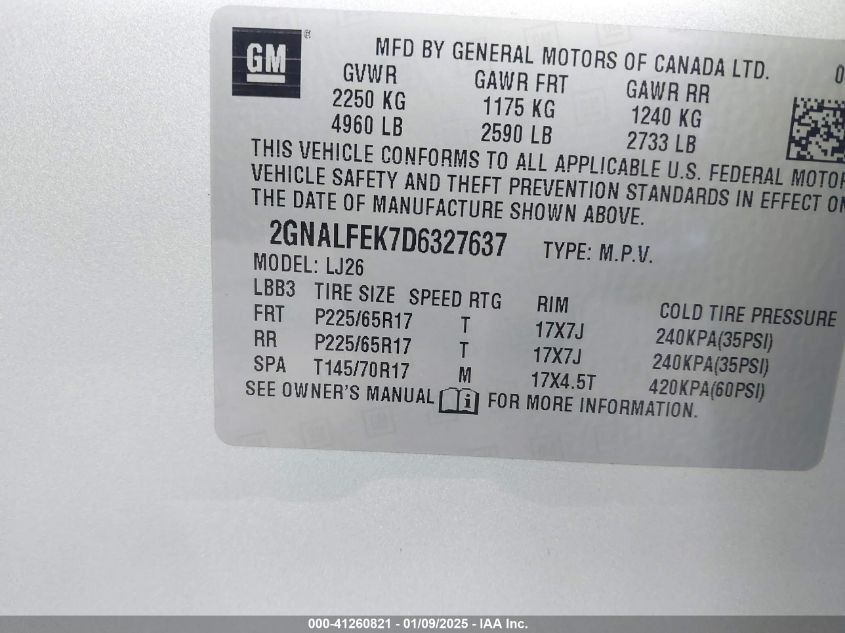 GM®
MFD BY GENERAL MOTORS OF CANADA LTD. 0
GVWR GAWR FRT GAWR RR
2250 KG 1175 KG 1240 KG
4960 LB 2590 LB 2733 LB
THIS VEHICLE CONFORMS TO ALL APPLICABLE U.S. FEDERAL MOTOR
VEHICLE SAFETY AND THEFT PREVENTION STANDARDS IN EFFECT ON
THE DATE OF MANUFACTURE SHOWN ABOVE.
2GNALFEK7D6327637 TYPE: M.P.V.
MODEL: LJ26
LBB3 TIRE SIZE SPEED RTG RIM COLD TIRE PRESSURE
FRT P225/65R17 T 17X7J 240KPA(35PSI)
RR P225/65R17 T 17X7J 240KPA(35PSI)
SPA T145/70R17 M 17X4.5T 420KPA(60PSI)
SEE OWNER'S MANUAL i FOR MORE INFORMATION.
000-41260821 - 01/09/2025 - IAA Inc.